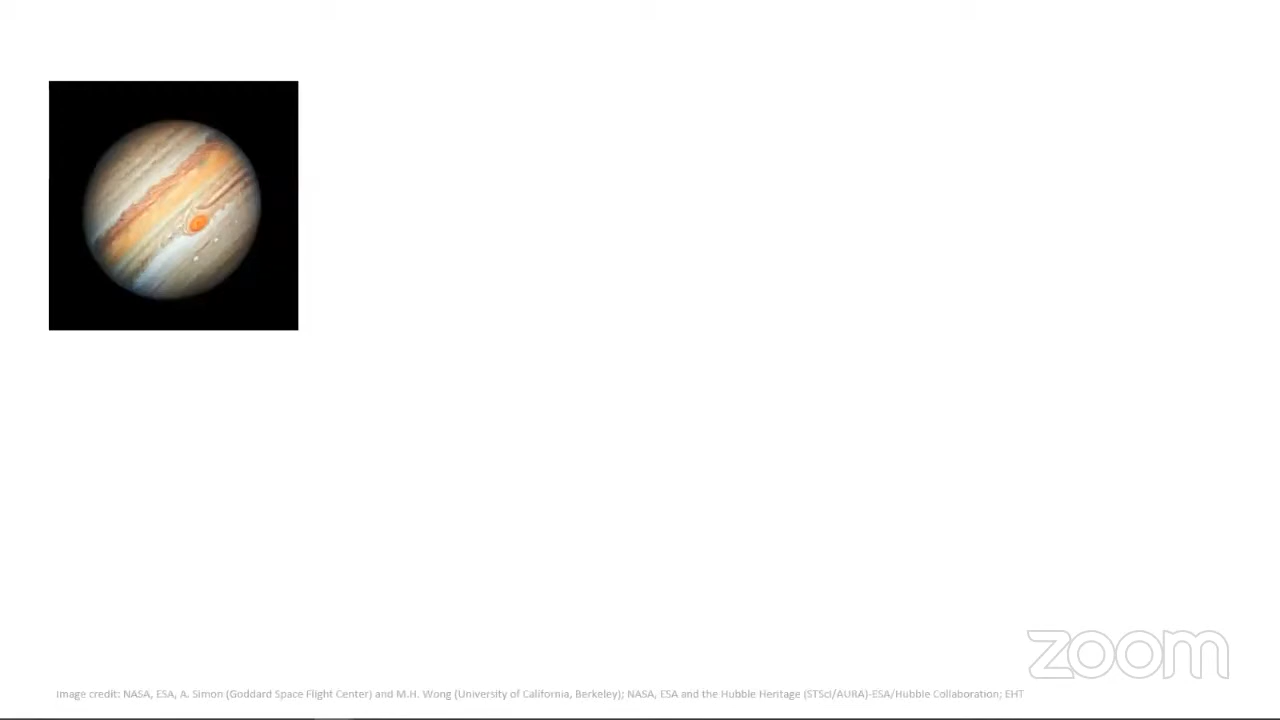 zoom
Image credit: NASA, ESA, A. Simon (Goddard Space Flight Center) and M.H. Wong (University of California, Berkeley); NASA, ESA and the Hubble Heritage (STScI/AURA)-ESA/Hubble Collaboration; EHT